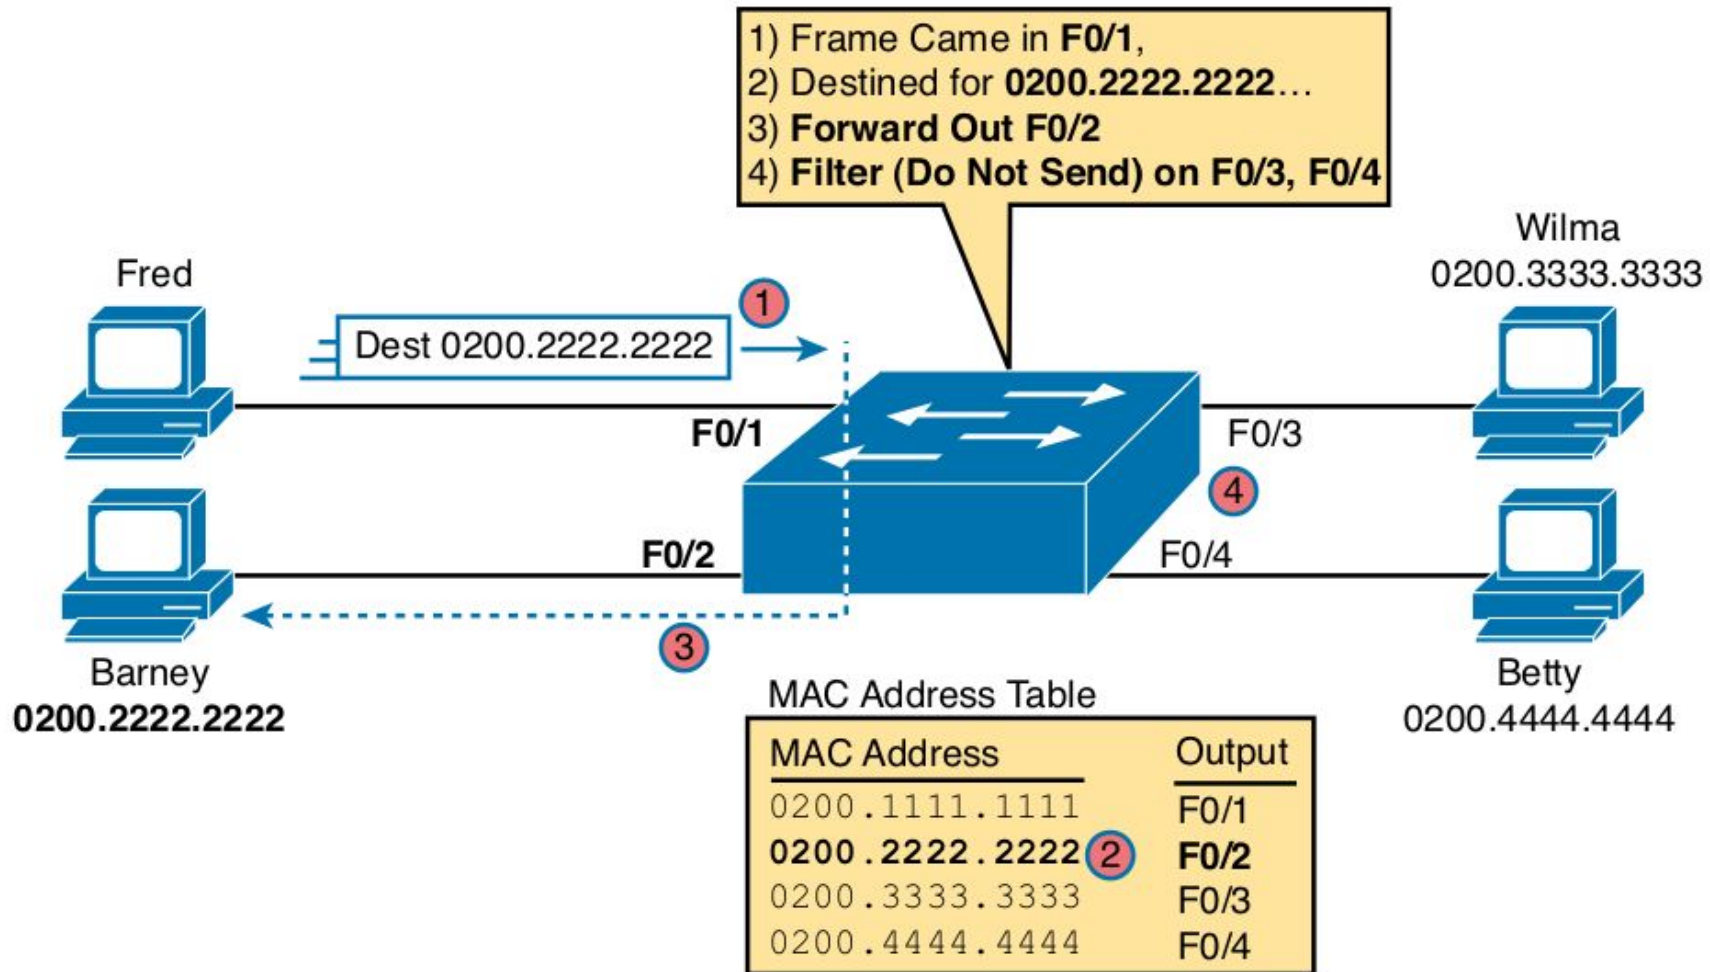 1) Frame Came in F0/1,
2) Destined for 0200.2222.2222…
3) Forward Out F0/2
4) Filter (Do Not Send) on F0/3, F0/4
Fred
Wilma
0200.3333.3333
1
Dest 0200.2222.2222
F0/1
F0/3
4
F0/2
F0/4
3
Barney
0200.2222.2222
Betty
0200.4444.4444
MAC Address Table
MAC Address Output
0200.1111.1111 F0/1
0200.2222.2222 2 F0/2
0200.3333.3333 F0/3
0200.4444.4444 F0/4